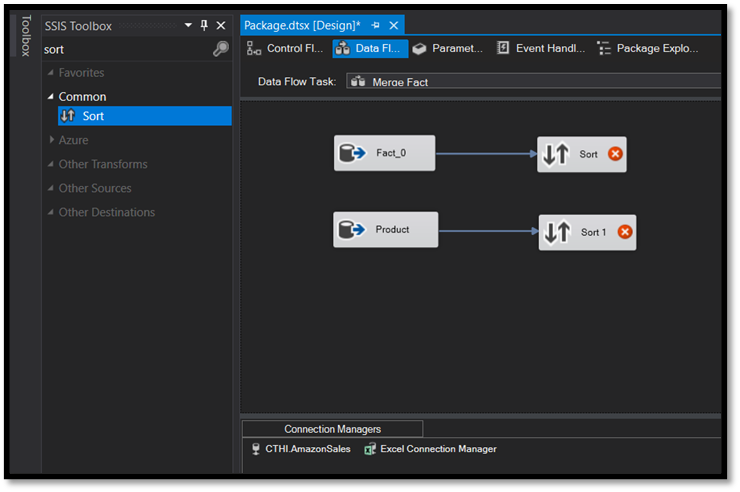 Toolbox
SSIS Toolbox
sort
Favorites
Common
Sort
Azure
Other Transforms
Other Sources
Other Destinations
Package.dtsx [Design]*
Control Fl...
Data Fl...
Paramet...
Event Handl...
Package Explo...
Data Flow Task:
Merge Fact
Fact_0
Sort
Product
Sort 1
Connection Managers
CTHI.AmazonSales
Excel Connection Manager